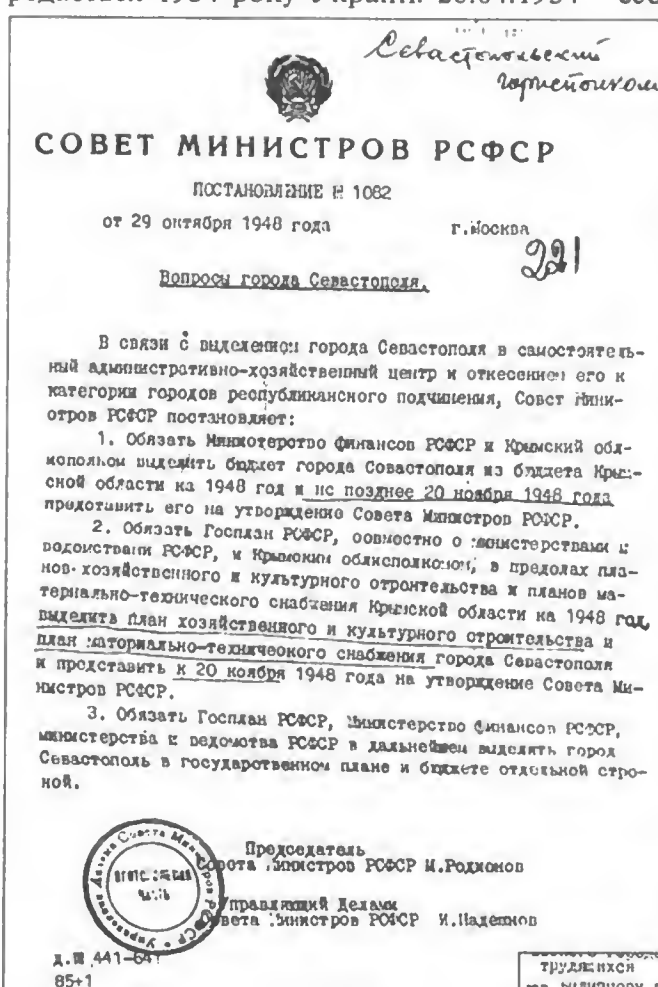 Севастопольский
горисполком
СОВЕТ МИНИСТРОВ РСФСР
ПОСТАНОВЛЕНИЕ № 1082
от 29 октября 1948 года г.Москва
221
Вопросы города Севастополя.
В связи с выделением города Севастополя в самостоятель-
ный административно-хозяйственный центр и отнесением его к
категории городов республиканского подчинения, Совет Мини-
стров РСФСР постановляет:
1. Обязать Министерство финансов РСФСР и Крымский обл-
исполком выделить бюджет города Севастополя из бюджета Крым-
ской области на 1948 год и не позднее 20 ноября 1948 года
представить его на утверждение Совета Министров РСФСР.
2. Обязать Госплан РСФСР, совместно с министерствами и
ведомствами РСФСР, и Крымским облисполкомом, в пределах пла-
нов хозяйственного и культурного строительства и планов ма-
териально-технического снабжения Крымской области на 1948 год,
выделить план хозяйственного и культурного строительства и
план материально-технического снабжения города Севастополя
и представить к 20 ноября 1948 года на утверждение Совета Ми-
нистров РСФСР.
3. Обязать Госплан РСФСР, Министерство финансов РСФСР,
министерства и ведомства РСФСР в дальнейшем выделять город
Севастополь в государственном плане и бюджете отдельной стро-
кой.
Председатель
Совета Министров РСФСР М.Родионов
Управляющий Делами
Совета Министров РСФСР И.
Управление Делами Совета Министров РСФСР
ЧАСТЬ
д.№ 441-641
85+1
трудящихся